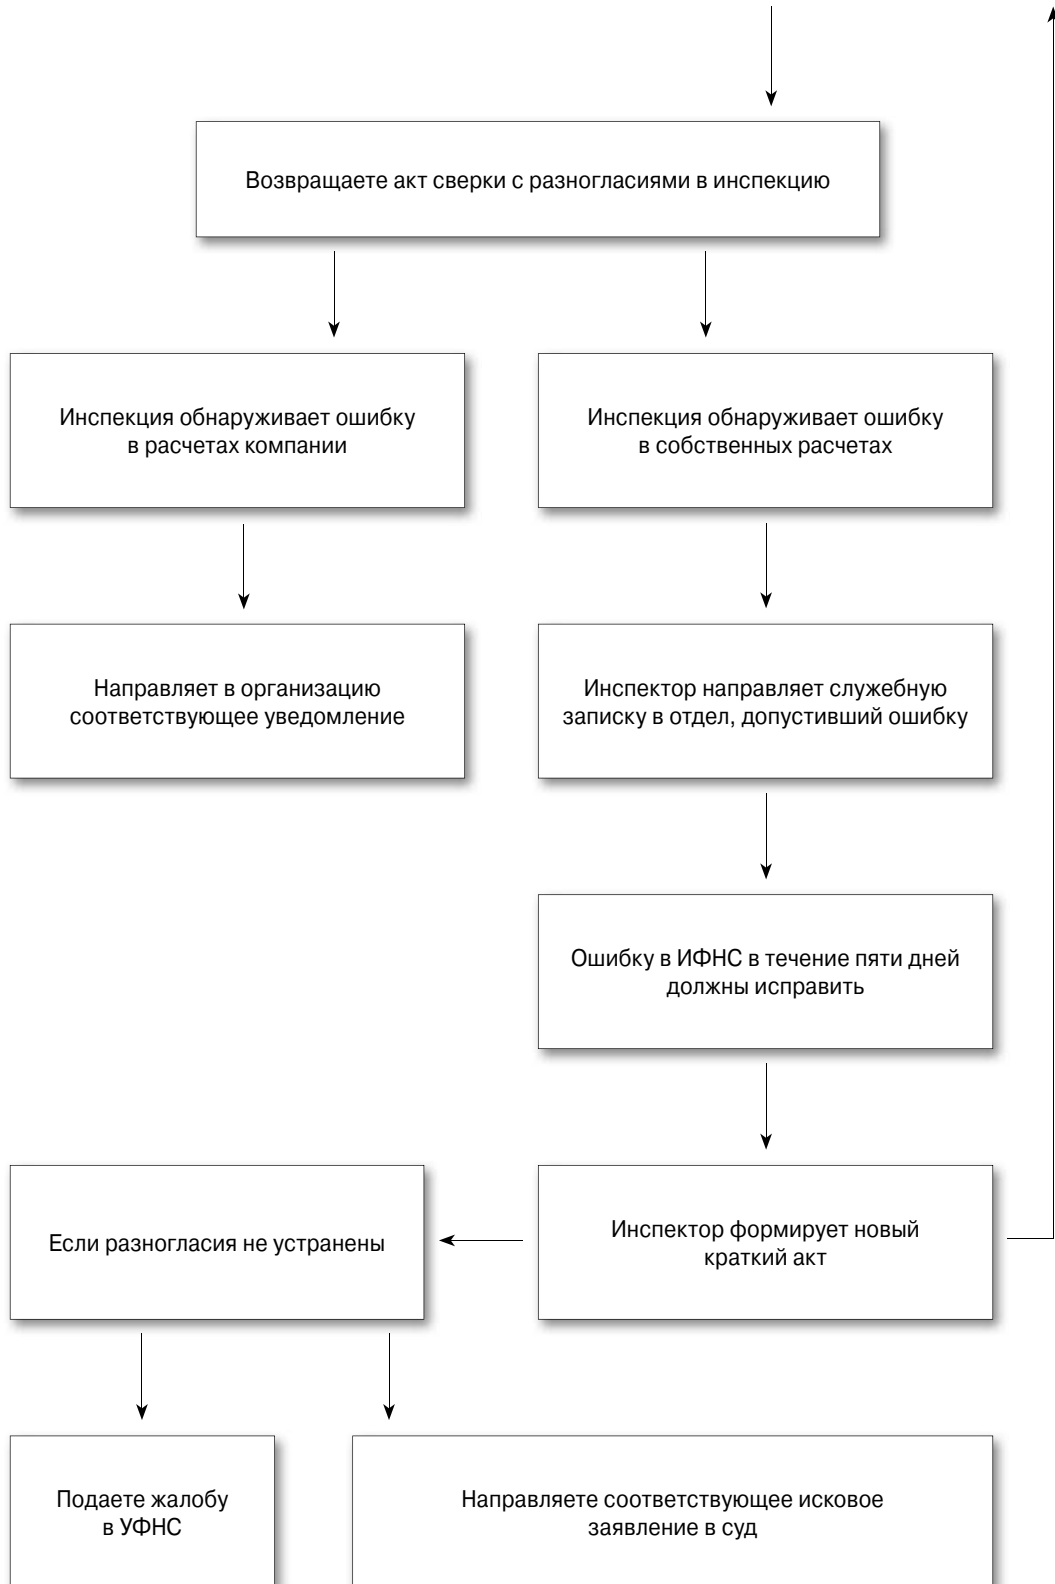 Возвращаете акт сверки с разногласиями в инспекцию
Инспекция обнаруживает ошибку
в расчетах компании
Инспекция обнаруживает ошибку
в собственных расчетах
Направляет в организацию
соответствующее уведомление
Инспектор направляет служебную
записку в отдел, допустивший ошибку
Ошибку в ИФНС в течение пяти дней
должны исправить
Если разногласия не устранены
Инспектор формирует новый
краткий акт
Подаете жалобу
в УФНС
Направляете соответствующее исковое
заявление в суд